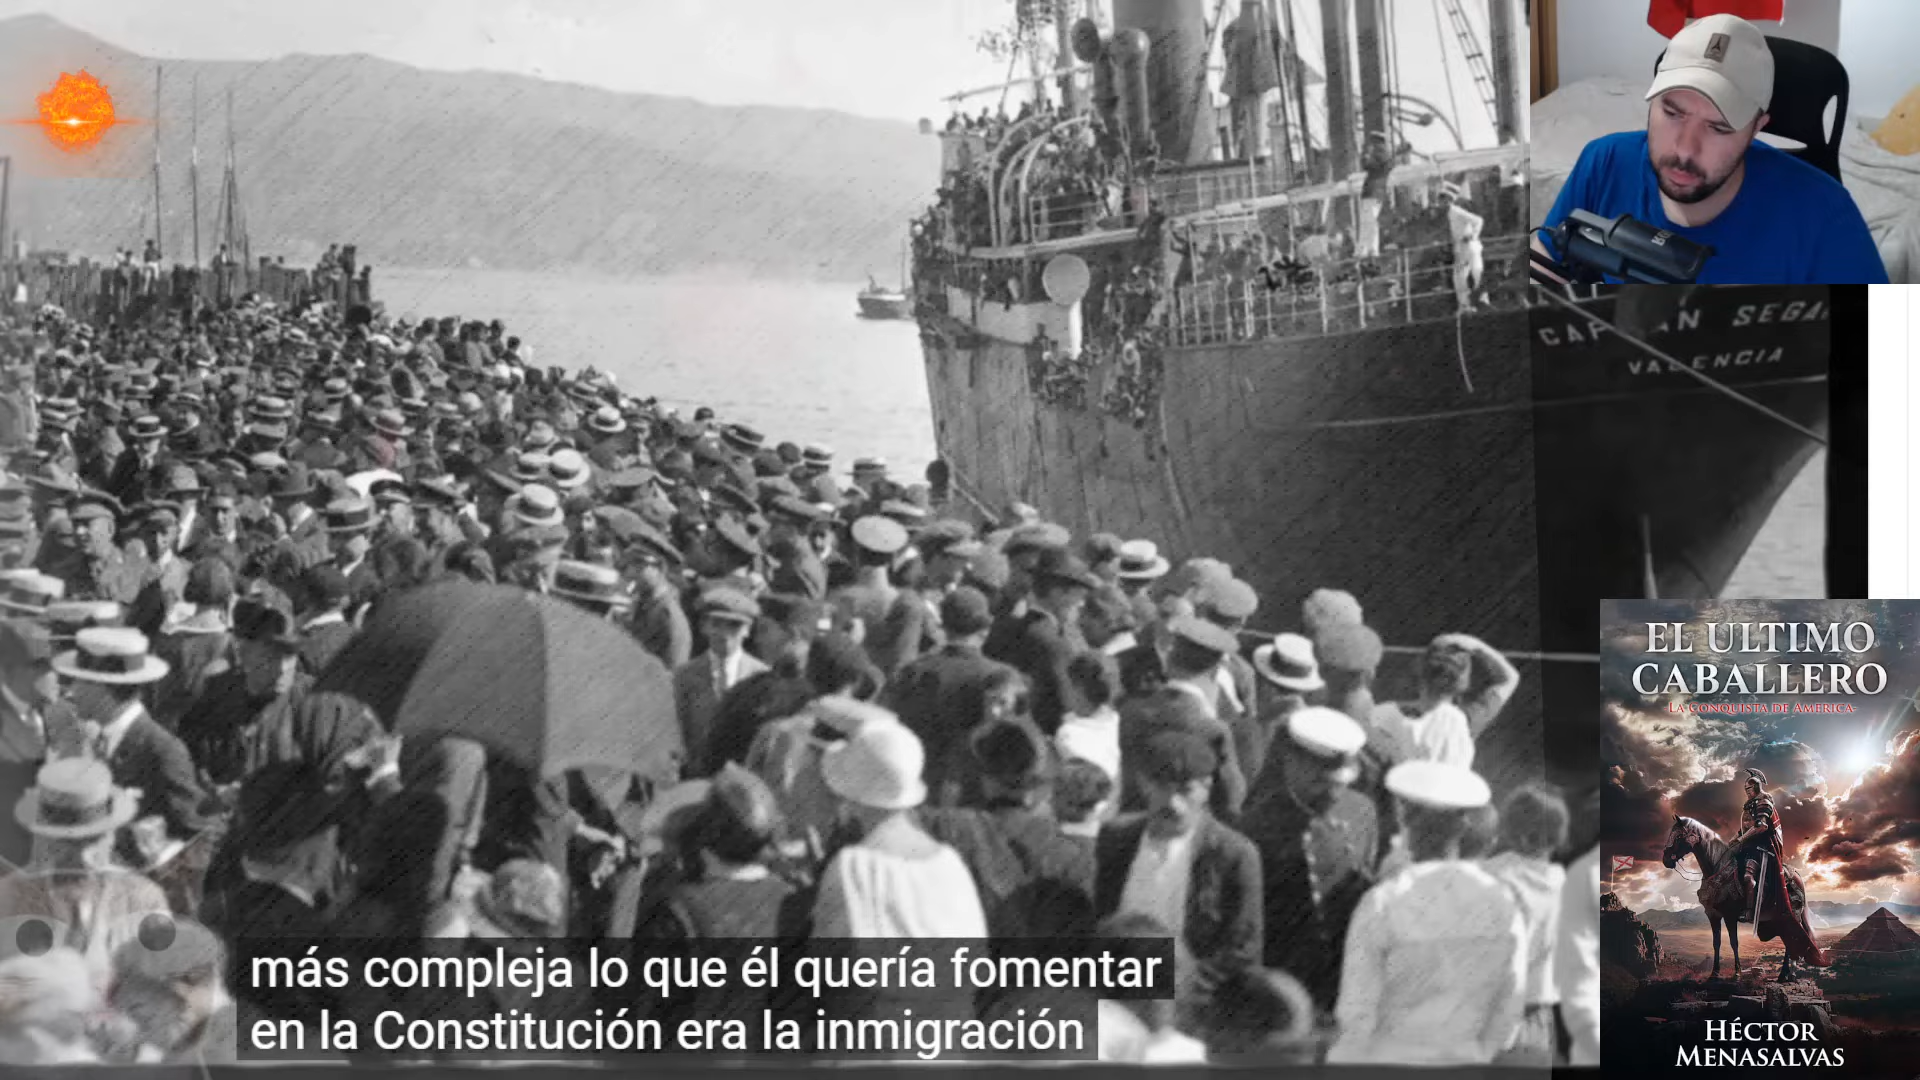 VALENCIA
EL ULTIMO
CABALLERO
LA CONQUISTA DE AMERICA
más compleja lo que él quería fomentar
en la Constitución era la inmigración
HÉCTOR
MENASALVAS